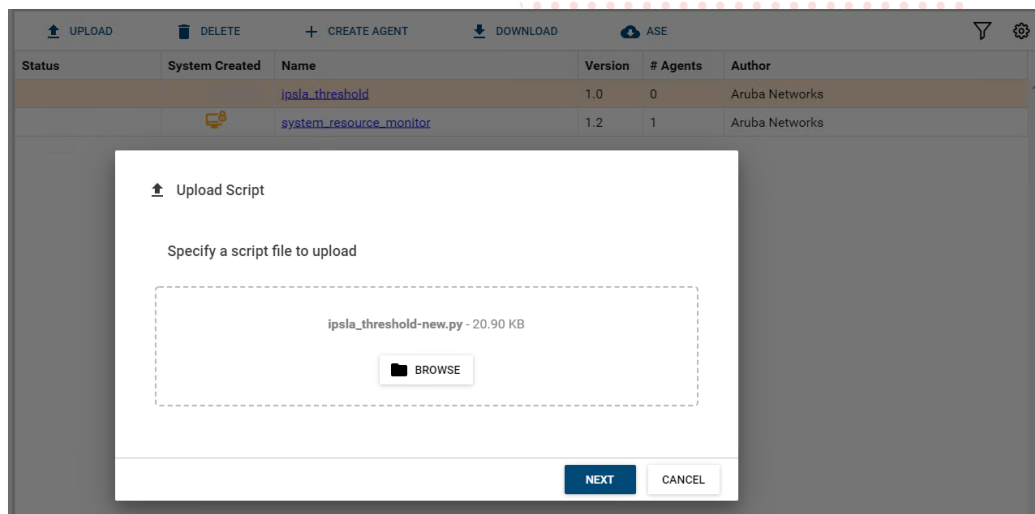 UPLOAD DELETE CREATE AGENT DOWNLOAD ASE
Status System Created Name Version # Agents Author
ipsla_threshold 1.0 0 Aruba Networks
system_resource_monitor 1.2 1 Aruba Networks
Upload Script
Specify a script file to upload
ipsla_threshold-new.py - 20.90 KB
BROWSE
NEXT CANCEL